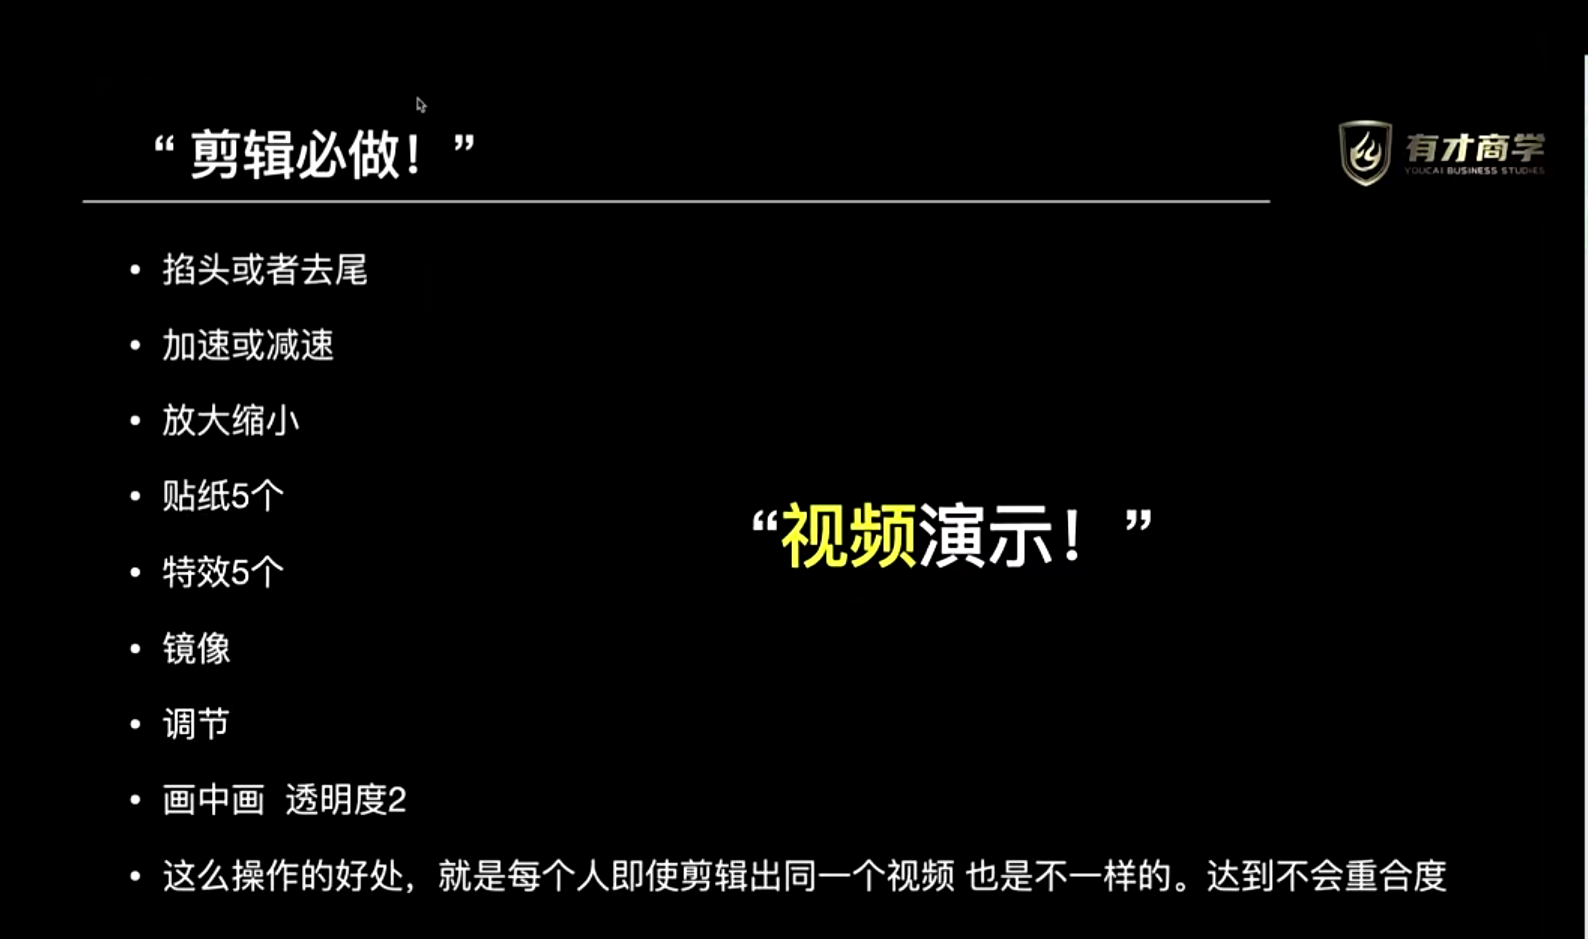 “ 剪辑必做！”
有才商学
YOUCAI BUSINESS STUDIES
• 掐头或者去尾
• 加速或减速
• 放大缩小
• 贴纸5个
• 特效5个
• 镜像
• 调节
• 画中画 透明度2
“视频演示！”
• 这么操作的好处，就是每个人即使剪辑出同一个视频 也是不一样的。达到不会重合度